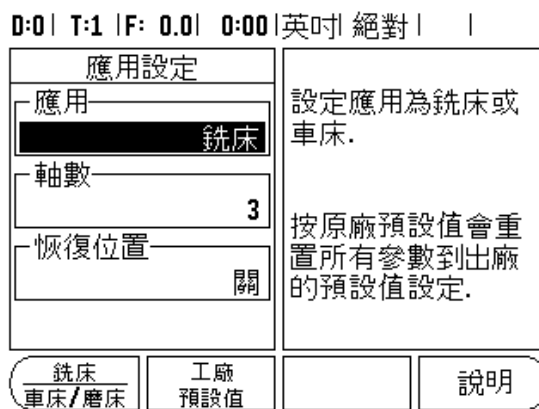 D:0 | T:1 | F: 0.0 | 0:00 | 英吋 | 絕對 | |
應用設定
應用
銑床
軸數
3
恢復位置
關
設定應用為銑床或
車床.
按原廠預設值會重
置所有參數到出廠
的預設值設定.
銑床
車床/磨床
工廠
預設值
說明